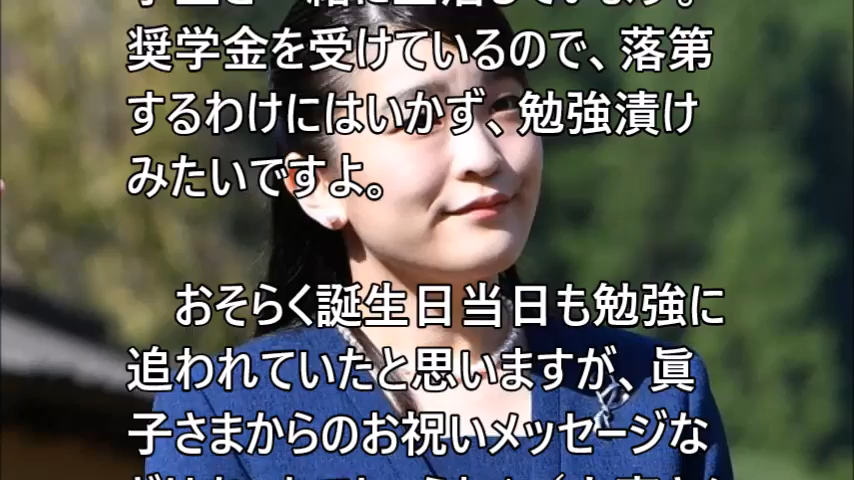 奨学金を受けているので、落第
するわけにはいかず、勉強漬け
みたいですよ。
おそらく誕生日当日も勉強に
追われていたと思いますが、眞
子さまからのお祝いメッセージな